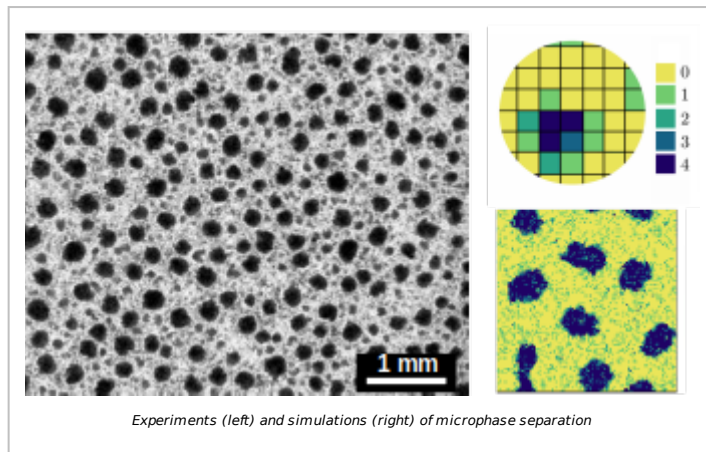 0
1
2
3
4
1 mm
Experiments (left) and simulations (right) of microphase separation